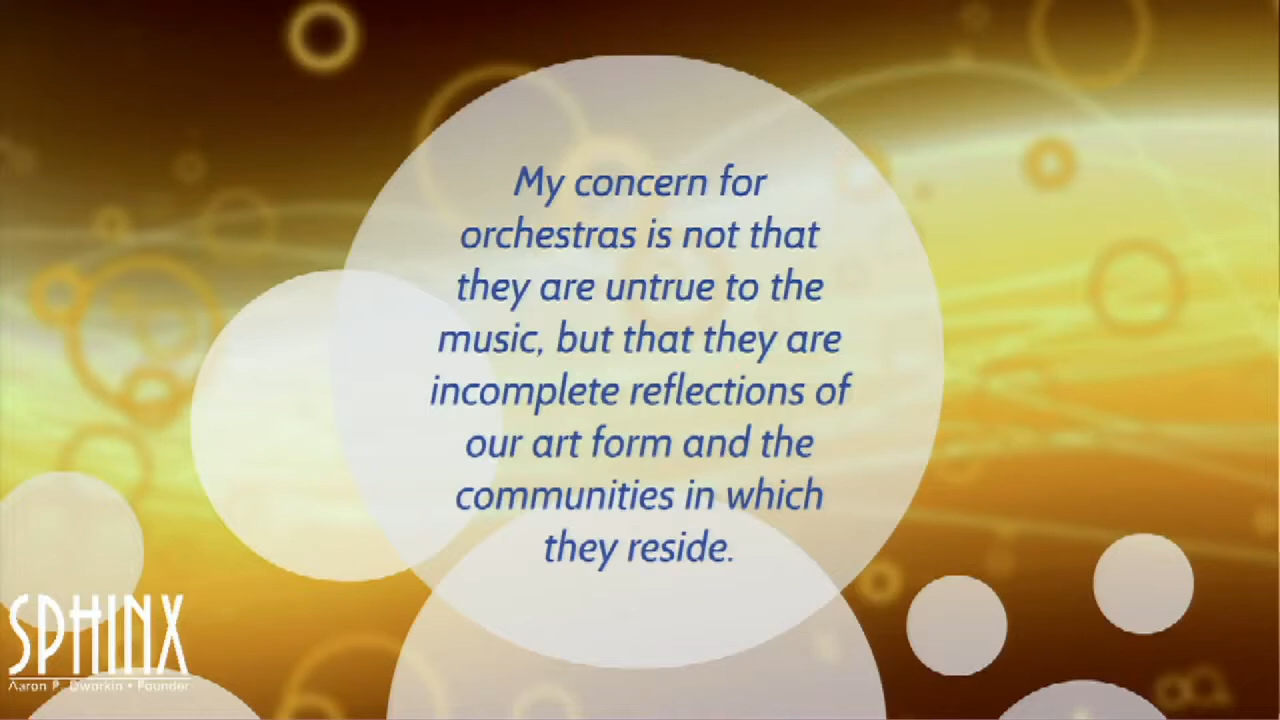 My concern for
orchestras is not that
they are untrue to the
music, but that they are
incomplete reflections of
our art form and the
communities in which
they reside.
SPHINX
Aaron P. Dworkin • Founder